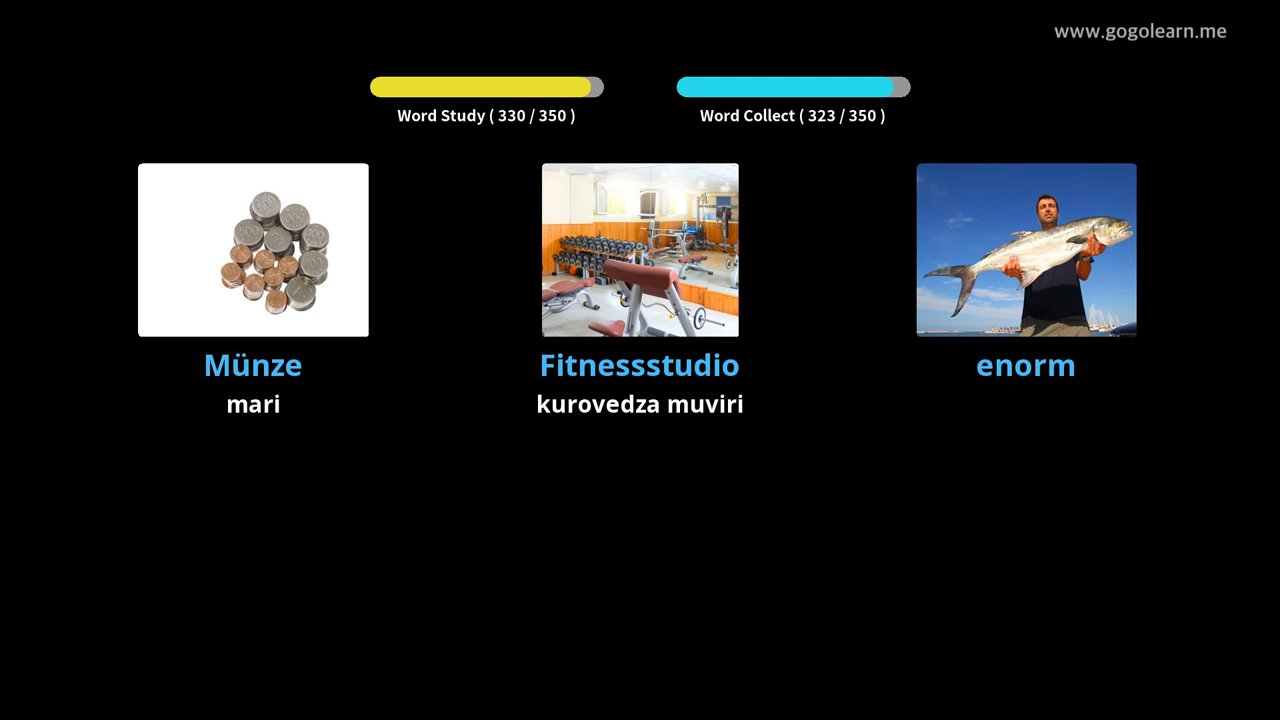 www.gogolearn.me
Word Study ( 330 / 350 )
Word Collect ( 323 / 350 )
Münze
Fitnessstudio
enorm
mari
kurovedza muviri